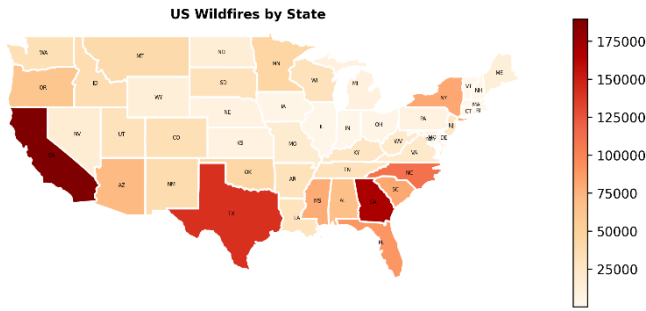 US Wildfires by State
WA
MT
ND
MN
ME
OR
ID
SD
WI
MI
VT
NH
NY
MA
WY
CT
RI
NE
IA
PA
NV
UT
CO
IL
IN
OH
NJ
DE
KS
MO
KY
WV
VA
CA
AZ
NM
OK
AR
TN
NC
SC
TX
LA
MS
AL
GA
FL
175000
150000
125000
100000
75000
50000
25000